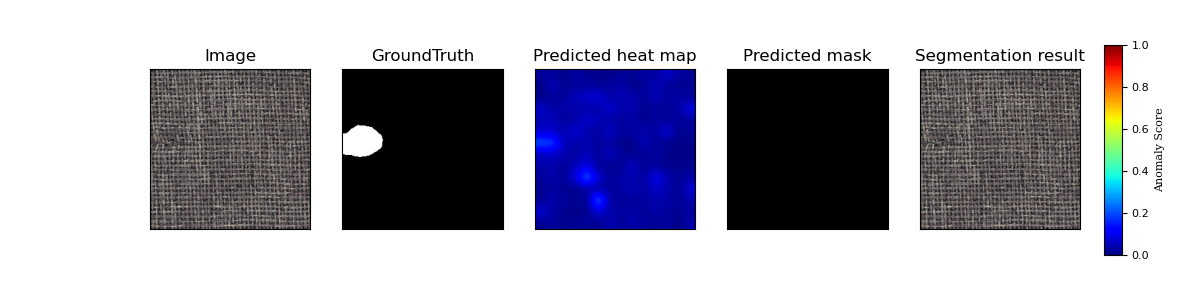 Image
GroundTruth
Predicted heat map
Predicted mask
Segmentation result
1.0
0.8
0.6
0.4
0.2
0.0
Anomaly Score